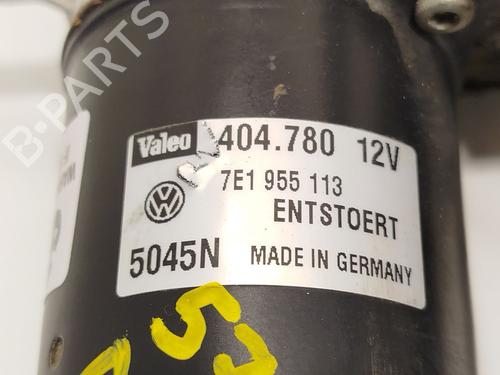 B-PARTS
Valeo 404.780 12V
7E1 955 113
ENTSTOERT
5045N MADE IN GERMANY